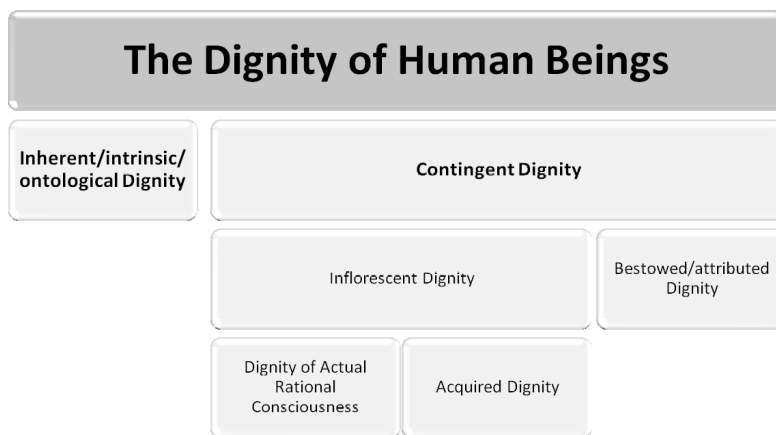 The Dignity of Human Beings
Inherent/intrinsic/
ontological Dignity
Contingent Dignity
Inflorescent Dignity
Bestowed/attributed
Dignity
Dignity of Actual
Rational
Consciousness
Acquired Dignity